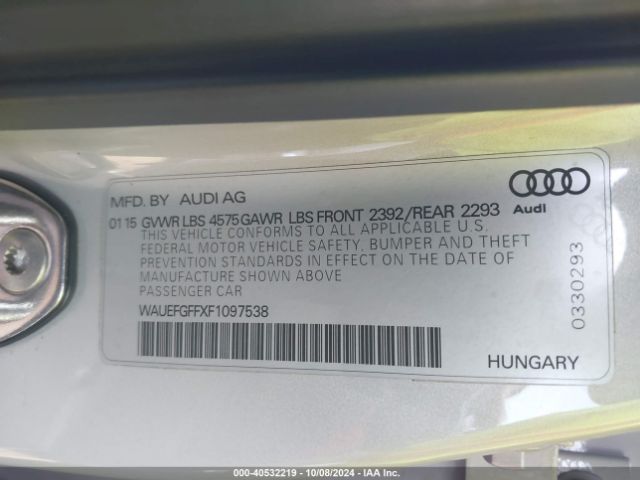 MFD. BY AUDI AG
01 15 GVWR LBS 4575 GAWR LBS FRONT 2392/REAR 2293
THIS VEHICLE CONFORMS TO ALL APPLICABLE U.S.
FEDERAL MOTOR VEHICLE SAFETY, BUMPER AND THEFT
PREVENTION STANDARDS IN EFFECT ON THE DATE OF
MANUFACTURE SHOWN ABOVE
PASSENGER CAR
WAUEFGFFXF1097538
Audi
0330293
HUNGARY
000-40532219 - 10/08/2024 - IAA Inc.